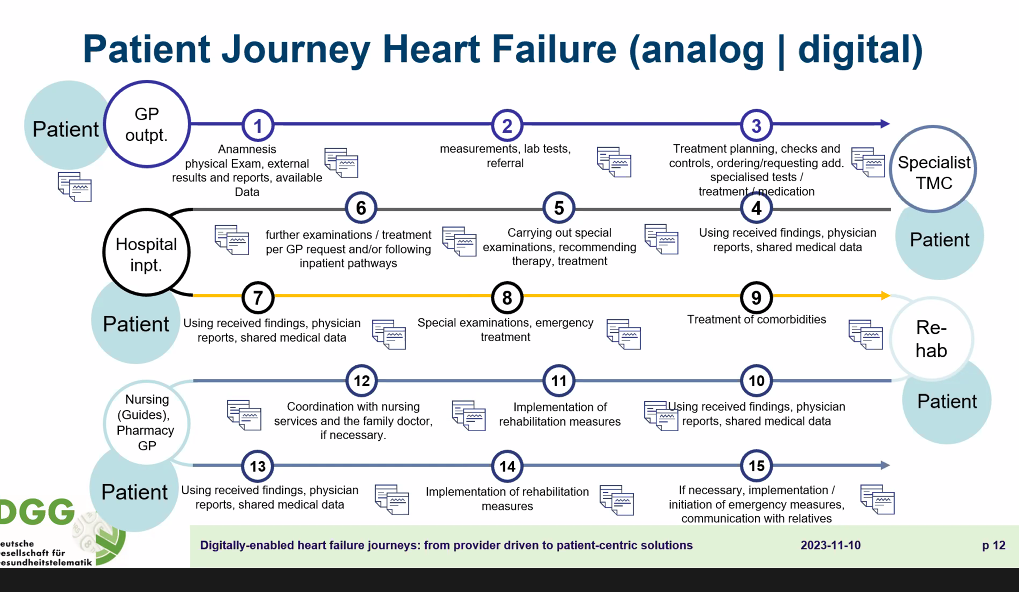 Patient Journey Heart Failure (analog | digital)
Patient
GP
outpt.
1
2
3
Anamnesis
physical Exam, external
results and reports, available
Data
measurements, lab tests,
referral
Treatment planning, checks and
controls, ordering/requesting add.
specialised tests /
treatment / medication
Specialist
TMC
Patient
6
5
4
further examinations / treatment
per GP request and/or following
inpatient pathways
Carrying out special
examinations, recommending
therapy, treatment
Using received findings, physician
reports, shared medical data
Hospital
inpt.
Patient
7
8
9
Using received findings, physician
reports, shared medical data
Special examinations, emergency
treatment
Treatment of comorbidities
Re-
hab
Patient
12
11
10
Coordination with nursing
services and the family doctor,
if necessary.
Implementation of
rehabilitation measures
Using received findings, physician
reports, shared medical data
Nursing
(Guides),
Pharmacy
GP
Patient
13
14
15
Using received findings, physician
reports, shared medical data
Implementation of rehabilitation
measures
If necessary, implementation /
initiation of emergency measures,
communication with relatives
DGG
eutsche
esellschaft für
esundheitstelematik
Digitally-enabled heart failure journeys: from provider driven to patient-centric solutions
2023-11-10
p 12